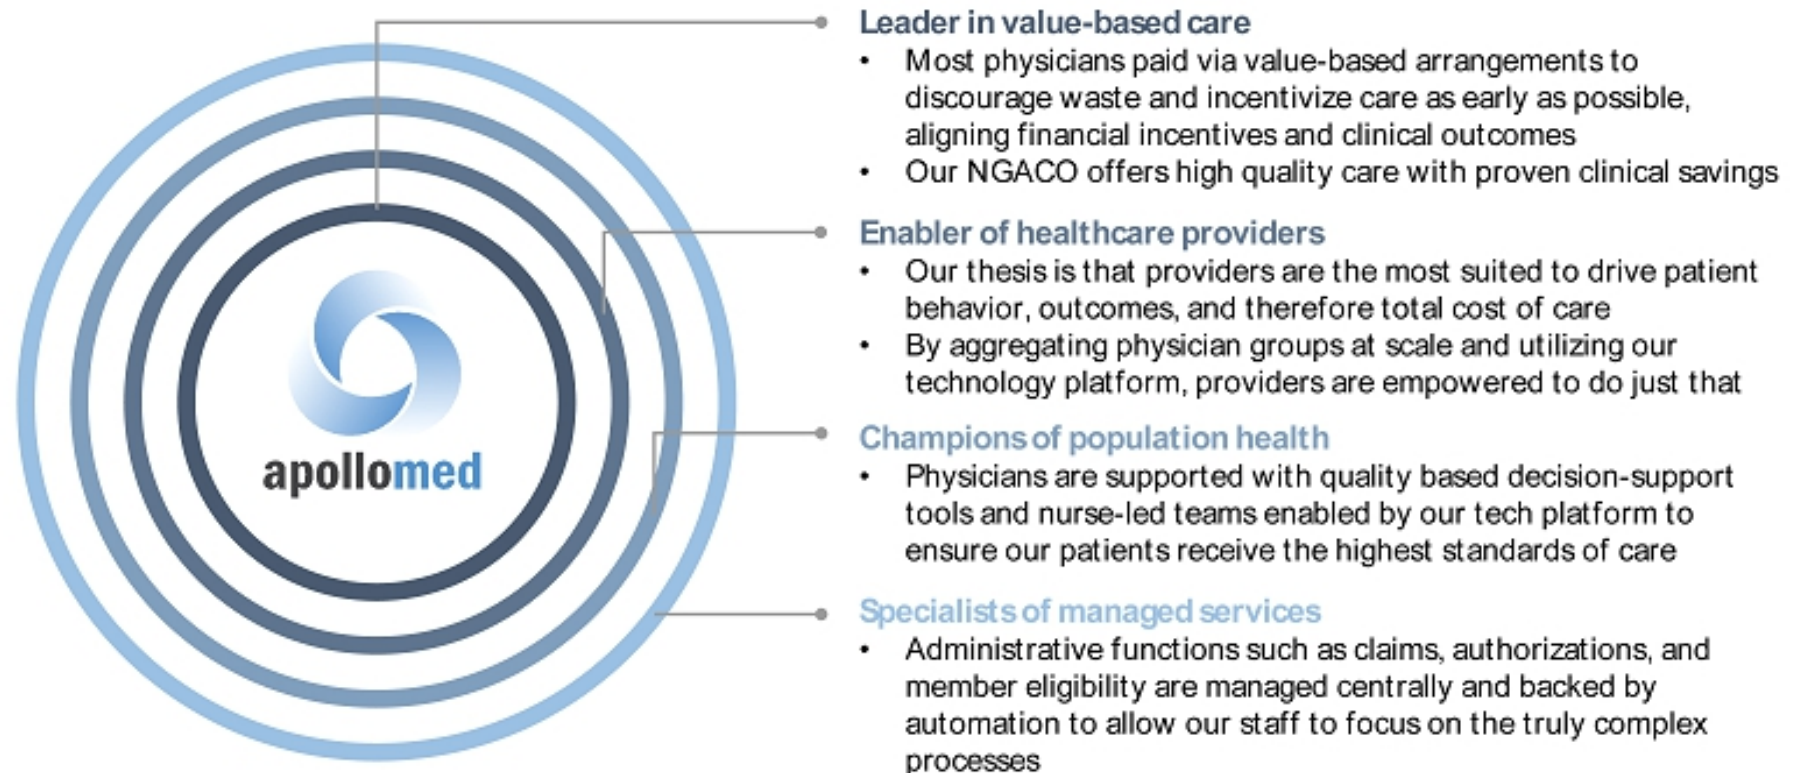 apollomed
Leader in value-based care
• Most physicians paid via value-based arrangements to
discourage waste and incentivize care as early as possible,
aligning financial incentives and clinical outcomes
• Our NGACO offers high quality care with proven clinical savings
Enabler of healthcare providers
• Our thesis is that providers are the most suited to drive patient
behavior, outcomes, and therefore total cost of care
• By aggregating physician groups at scale and utilizing our
technology platform, providers are empowered to do just that
Champions of population health
• Physicians are supported with quality based decision-support
tools and nurse-led teams enabled by our tech platform to
ensure our patients receive the highest standards of care
Specialists of managed services
• Administrative functions such as claims, authorizations, and
member eligibility are managed centrally and backed by
automation to allow our staff to focus on the truly complex
processes